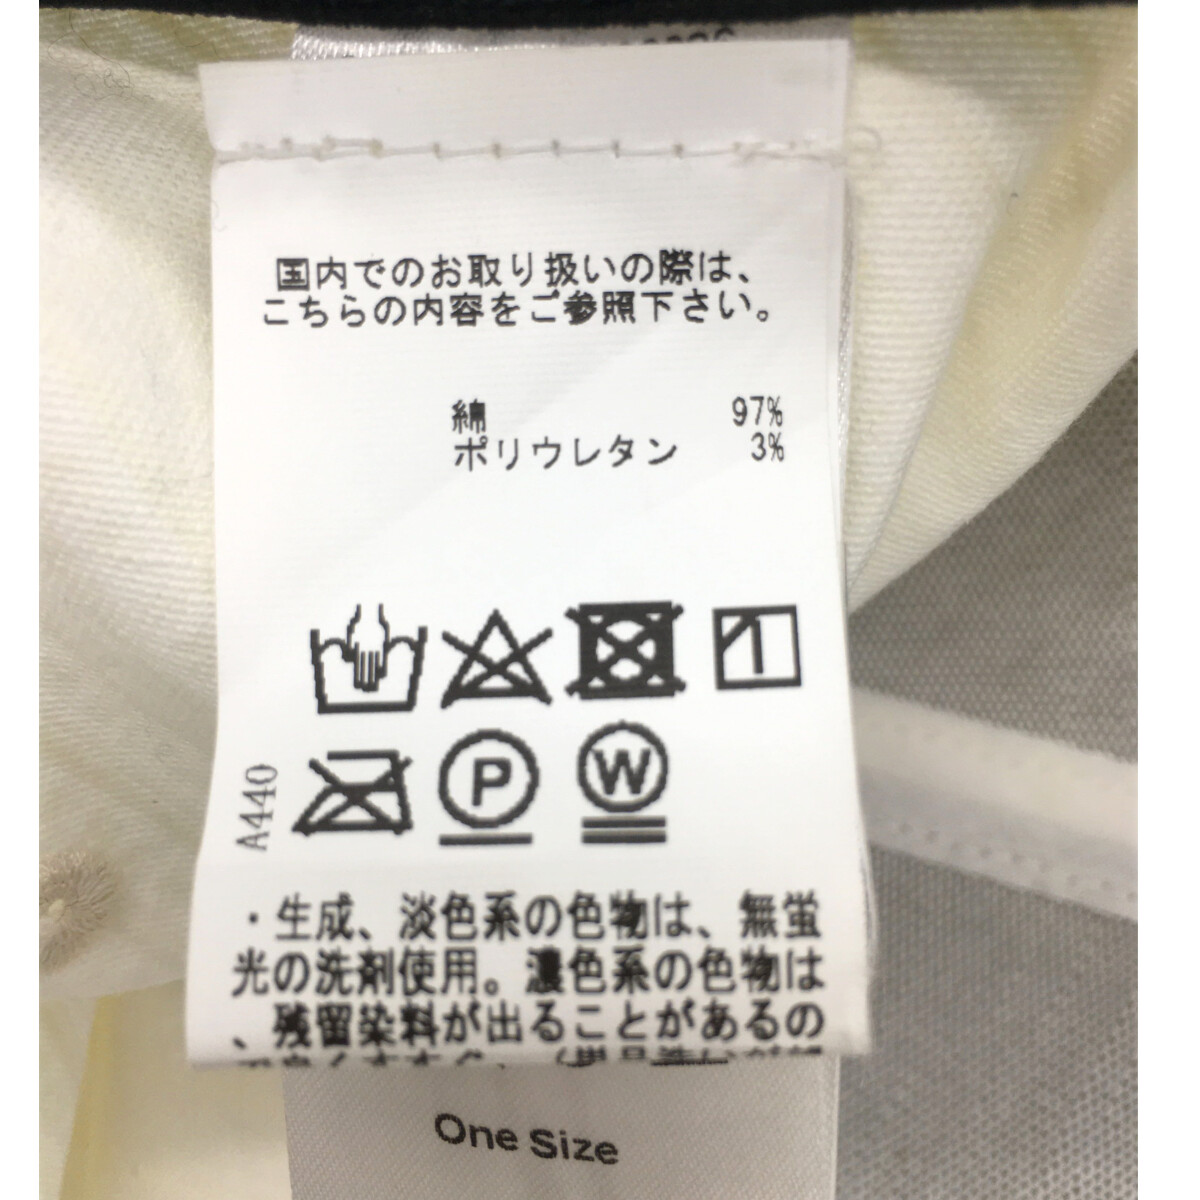 国内でのお取り扱いの際は、
こちらの内容をご参照下さい。
綿 97%
ポリウレタン 3%
P W
A440
・生成、淡色系の色物は、無蛍
光の洗剤使用。濃色系の色物は
、残留染料が出ることがあるの
One Size